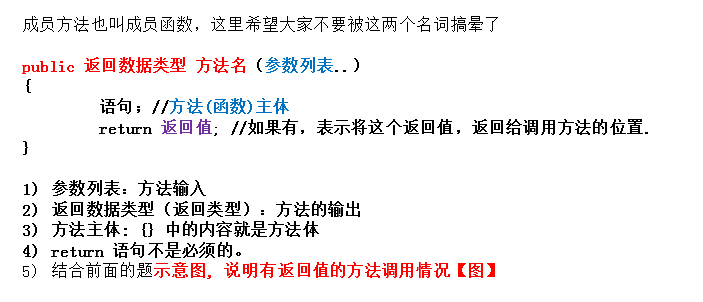 成员方法也叫成员函数，这里希望大家不要被这两个名词搞晕了
public 返回数据类型 方法名（参数列表..）
{
语句；//方法(函数)主体
return 返回值; //如果有，表示将这个返回值，返回给调用方法的位置.
}
1) 参数列表：方法输入
2) 返回数据类型（返回类型）：方法的输出
3) 方法主体: {} 中的内容就是方法体
4) return 语句不是必须的。
5) 结合前面的题示意图, 说明有返回值的方法调用情况【图】